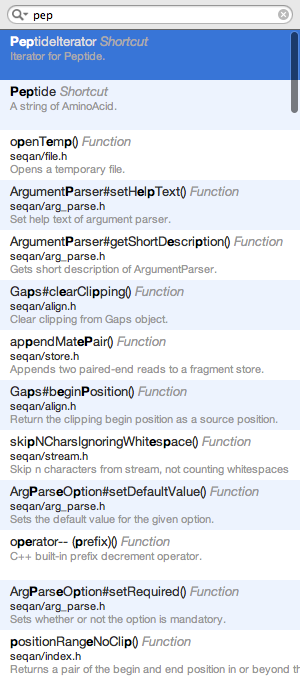 pep
PeptideIterator Shortcut
Iterator for Peptide.
Peptide Shortcut
A string of AminoAcid.
openTemp() Function
seqan/file.h
Opens a temporary file.
ArgumentParser#setHelpText() Function
seqan/arg_parse.h
Set help text of argument parser.
ArgumentParser#getShortDescription() Function
seqan/arg_parse.h
Gets short description of ArgumentParser.
Gaps#clearClipping() Function
seqan/align.h
Clear clipping from Gaps object.
appendMatePair() Function
seqan/store.h
Appends two paired-end reads to a fragment store.
Gaps#beginPosition() Function
seqan/align.h
Return the clipping begin position as a source position.
skipNCharsIgnoringWhitespace() Function
seqan/stream.h
Skip n characters from stream, not counting whitespaces
ArgParseOption#setDefaultValue() Function
seqan/arg_parse.h
Sets the default value for the given option.
operator-- (prefix)() Function
C++ built-in prefix decrement operator.
ArgParseOption#setRequired() Function
seqan/arg_parse.h
Sets whether or not the option is mandatory.
positionRangeNoClip() Function
seqan/index.h
Returns a pair of the begin and end position in or beyond th